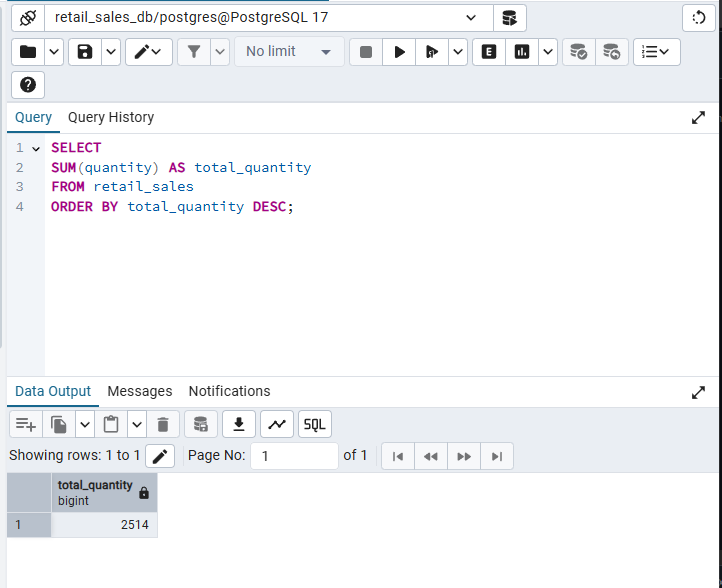 retail_sales_db/postgres@PostgreSQL 17
No limit
E
Query Query History
1 SELECT
2 SUM(quantity) AS total_quantity
3 FROM retail_sales
4 ORDER BY total_quantity DESC;
Data Output Messages Notifications
SQL
Showing rows: 1 to 1 Page No: 1 of 1
total_quantity
bigint
1 2514